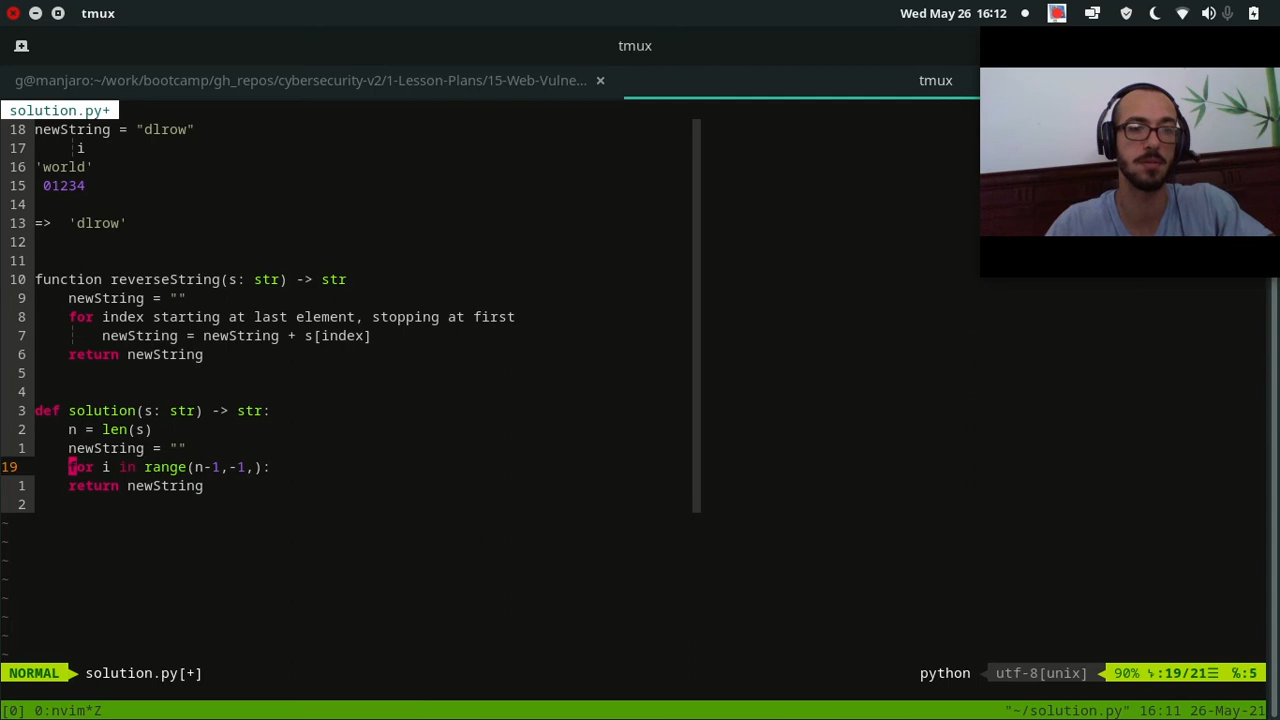 tmux
Wed May 26 16:12
tmux
g@manjaro:~/work/bootcamp/gh_repos/cybersecurity-v2/1-Lesson-Plans/15-Web-Vulne...
tmux
solution.py+
18 newString = "dlrow"
17 i
16 'world'
15 01234
14
13 => 'dlrow'
12
11
10 function reverseString(s: str) -> str
9 newString = ""
8 for index starting at last element, stopping at first
7 newString = newString + s[index]
6 return newString
5
4
3 def solution(s: str) -> str:
2 n = len(s)
1 newString = ""
19 for i in range(n-1,-1,):
1 return newString
2
~
~
~
~
~
~
~
~
NORMAL solution.py[+] python utf-8[unix] 90% ㏑:19/21☰ ℅:5
[0] 0:nvim*Z "~/solution.py" 16:11 26-May-21